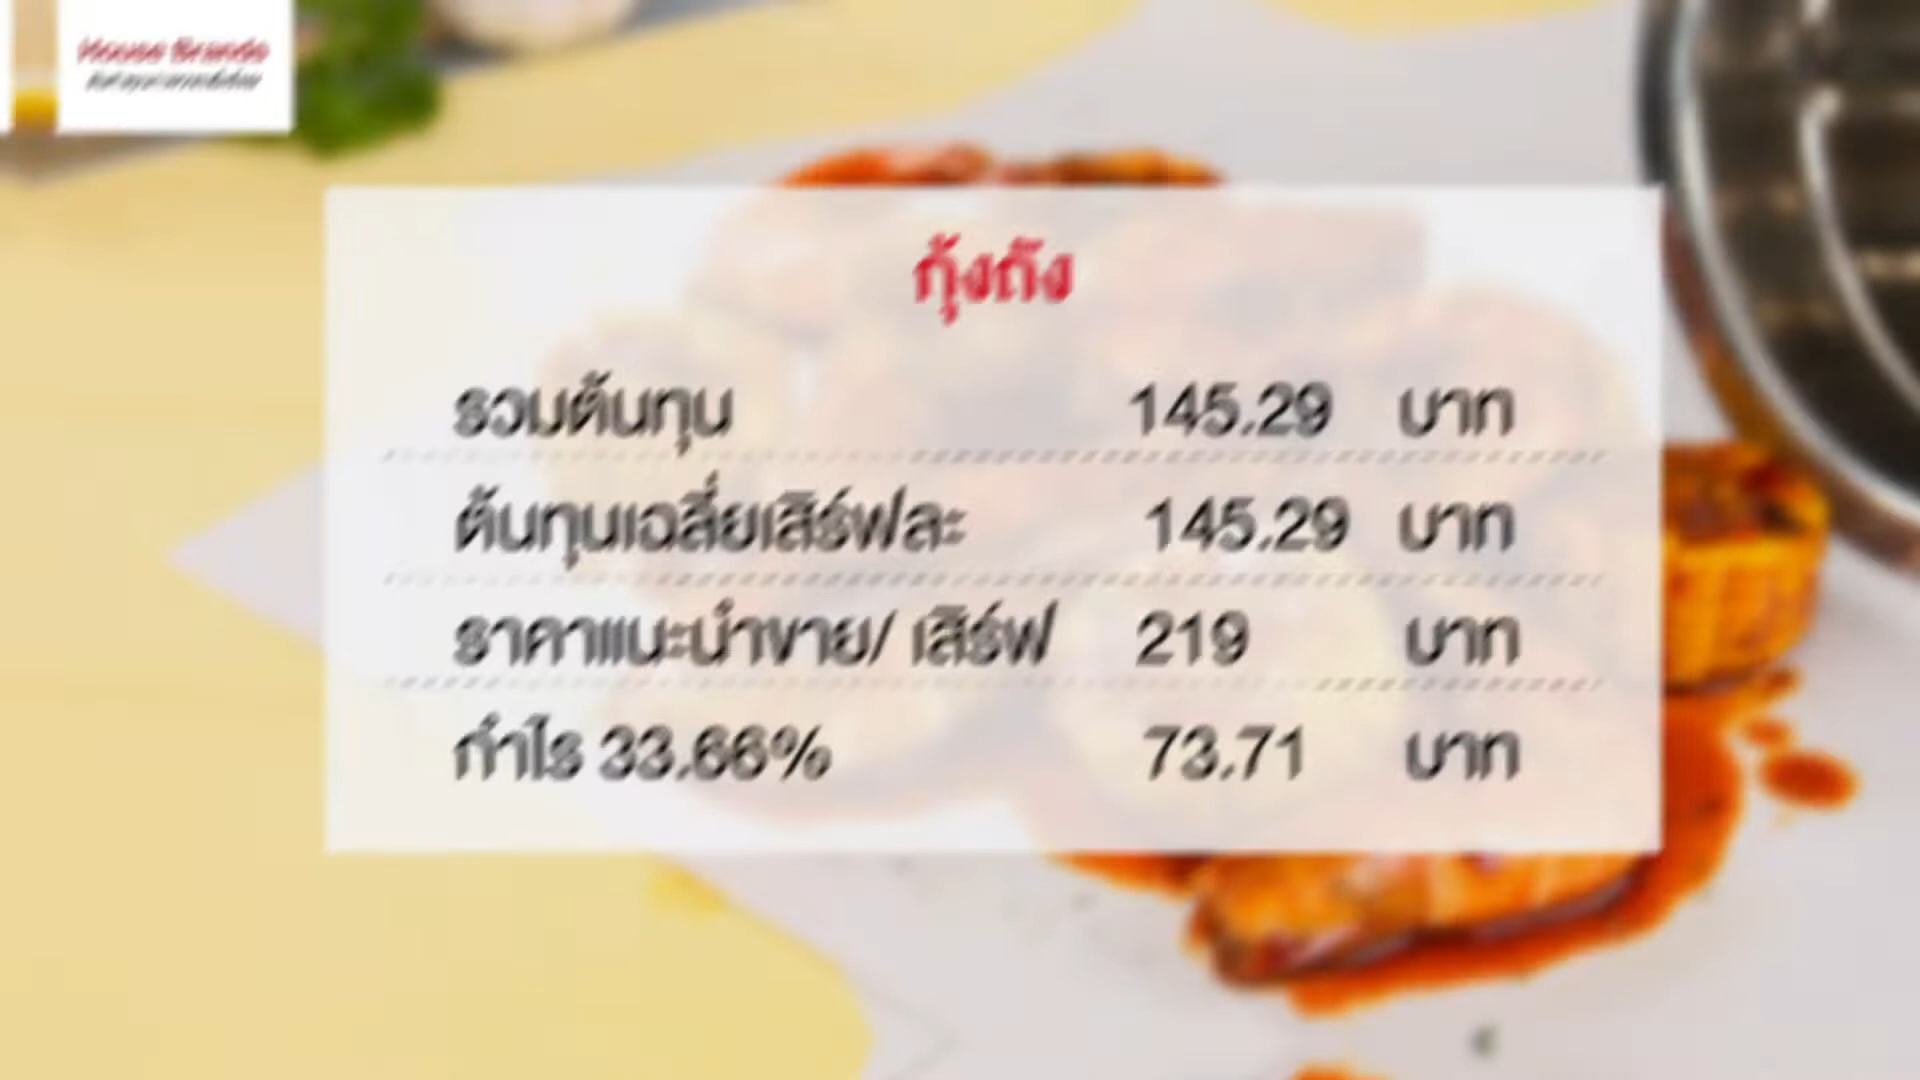 House Brands
กุ้งถัง
รวมต้นทุน 145.29 บาท
ต้นทุนเฉลี่ยเสิร์ฟละ 145.29 บาท
ราคาแนะนำขาย/ เสิร์ฟ 219 บาท
กำไร 33.66% 73.71 บาท